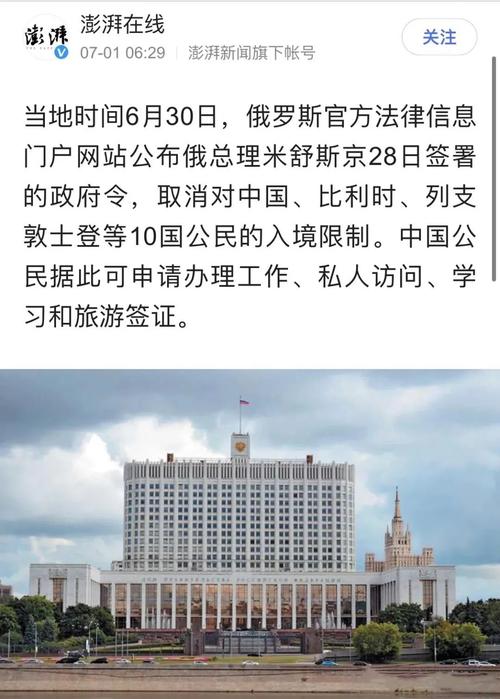 澎湃
澎湃在线
07-01 06:29 澎湃新闻旗下帐号
关注
当地时间6月30日，俄罗斯官方法律信息
门户网站公布俄总理米舒斯京28日签署
的政府令，取消对中国、比利时、列支
敦士登等10国公民的入境限制。中国公
民据此可申请办理工作、私人访问、学
习和旅游签证。
澎湃